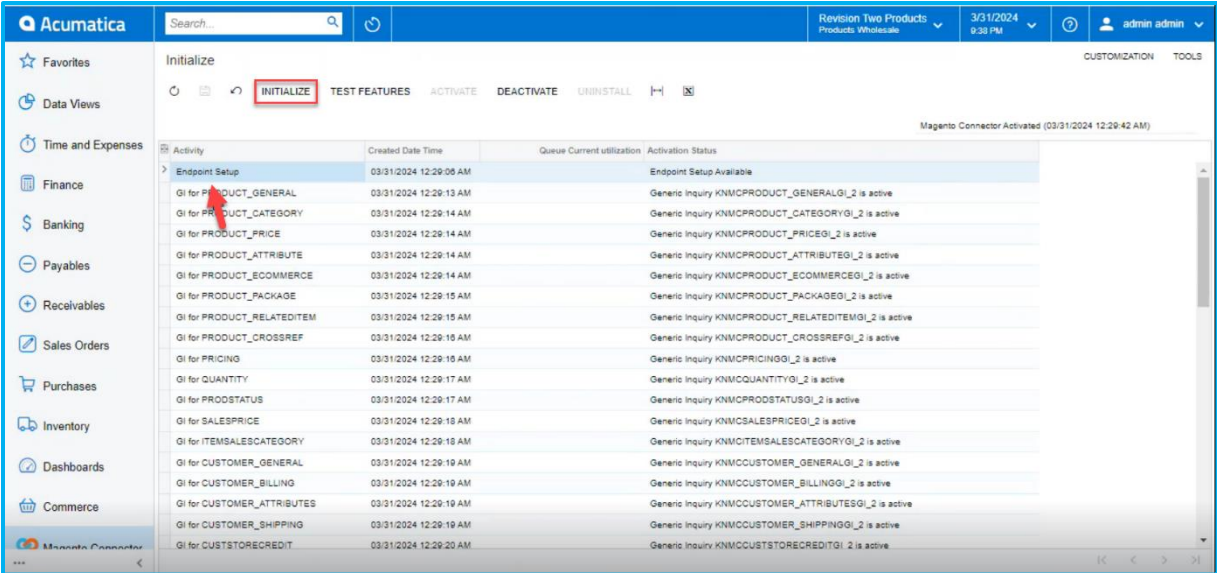 Acumatica
Search...
Revision Two Products
Products Wholesale
3/31/2024
9:38 PM
admin admin
Favorites
Data Views
Time and Expenses
Finance
Banking
Payables
Receivables
Sales Orders
Purchases
Inventory
Dashboards
Commerce
Magento Connector
Initialize
CUSTOMIZATION TOOLS
INITIALIZE TEST FEATURES ACTIVATE DEACTIVATE UNINSTALL
Magento Connector Activated (03/31/2024 12:29:42 AM)
Activity Created Date Time Queue Current utilization Activation Status
Endpoint Setup 03/31/2024 12:29:06 AM Endpoint Setup Available
GI for PRODUCT_GENERAL 03/31/2024 12:29:13 AM Generic Inquiry KNMCPRODUCT_GENERALGI_2 is active
GI for PRODUCT_CATEGORY 03/31/2024 12:29:14 AM Generic Inquiry KNMCPRODUCT_CATEGORYGI_2 is active
GI for PRODUCT_PRICE 03/31/2024 12:29:14 AM Generic Inquiry KNMCPRODUCT_PRICEGI_2 is active
GI for PRODUCT_ATTRIBUTE 03/31/2024 12:29:14 AM Generic Inquiry KNMCPRODUCT_ATTRIBUTEGI_2 is active
GI for PRODUCT_ECOMMERCE 03/31/2024 12:29:14 AM Generic Inquiry KNMCPRODUCT_ECOMMERCEGI_2 is active
GI for PRODUCT_PACKAGE 03/31/2024 12:29:15 AM Generic Inquiry KNMCPRODUCT_PACKAGEGI_2 is active
GI for PRODUCT_RELATEDITEM 03/31/2024 12:29:15 AM Generic Inquiry KNMCPRODUCT_RELATEDITEMGI_2 is active
GI for PRODUCT_CROSSREF 03/31/2024 12:29:16 AM Generic Inquiry KNMCPRODUCT_CROSSREFGI_2 is active
GI for PRICING 03/31/2024 12:29:16 AM Generic Inquiry KNMCPRICINGGI_2 is active
GI for QUANTITY 03/31/2024 12:29:17 AM Generic Inquiry KNMCQUANTITYGI_2 is active
GI for PRODSTATUS 03/31/2024 12:29:17 AM Generic Inquiry KNMCPRODSTATUSGI_2 is active
GI for SALESPRICE 03/31/2024 12:29:18 AM Generic Inquiry KNMCSALESPRICEGI_2 is active
GI for ITEMSALESCATEGORY 03/31/2024 12:29:18 AM Generic Inquiry KNMCITEMSALESCATEGORYGI_2 is active
GI for CUSTOMER_GENERAL 03/31/2024 12:29:19 AM Generic Inquiry KNMCCUSTOMER_GENERALGI_2 is active
GI for CUSTOMER_BILLING 03/31/2024 12:29:19 AM Generic Inquiry KNMCCUSTOMER_BILLINGGI_2 is active
GI for CUSTOMER_ATTRIBUTES 03/31/2024 12:29:19 AM Generic Inquiry KNMCCUSTOMER_ATTRIBUTESGI_2 is active
GI for CUSTOMER_SHIPPING 03/31/2024 12:29:19 AM Generic Inquiry KNMCCUSTOMER_SHIPPINGGI_2 is active
GI for CUSTSTORECREDIT 03/31/2024 12:29:20 AM Generic Inquiry KNMCCUSTSTORECREDITGI_2 is active